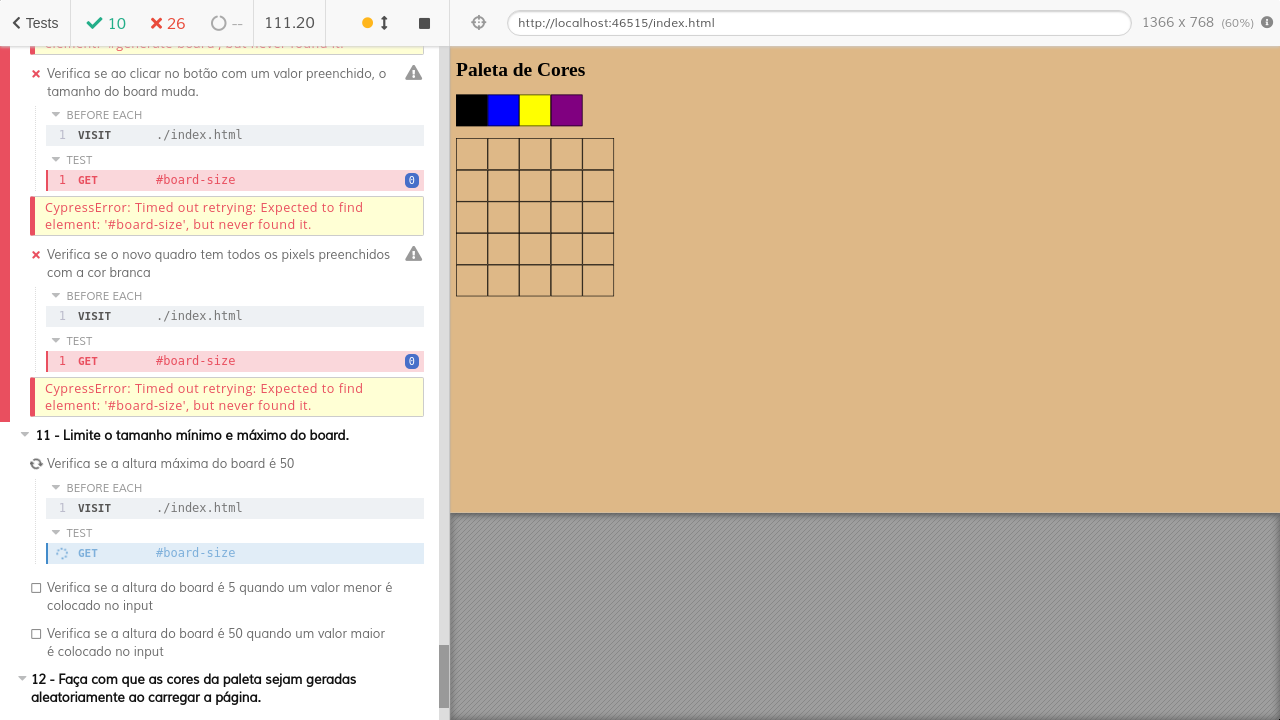 Tests 10 26 -- 111.20
http://localhost:46515/index.html 1366 x 768 (60%)
element: '#generate-board', but never found it.
Verifica se ao clicar no botão com um valor preenchido, o
tamanho do board muda.
BEFORE EACH
1 VISIT ./index.html
TEST
1 GET #board-size 0
CypressError: Timed out retrying: Expected to find
element: '#board-size', but never found it.
Verifica se o novo quadro tem todos os pixels preenchidos
com a cor branca
BEFORE EACH
1 VISIT ./index.html
TEST
1 GET #board-size 0
CypressError: Timed out retrying: Expected to find
element: '#board-size', but never found it.
11 - Limite o tamanho mínimo e máximo do board.
Verifica se a altura máxima do board é 50
BEFORE EACH
1 VISIT ./index.html
TEST
GET #board-size
Verifica se a altura do board é 5 quando um valor menor é
colocado no input
Verifica se a altura do board é 50 quando um valor maior
é colocado no input
12 - Faça com que as cores da paleta sejam geradas
aleatoriamente ao carregar a página.
Paleta de Cores